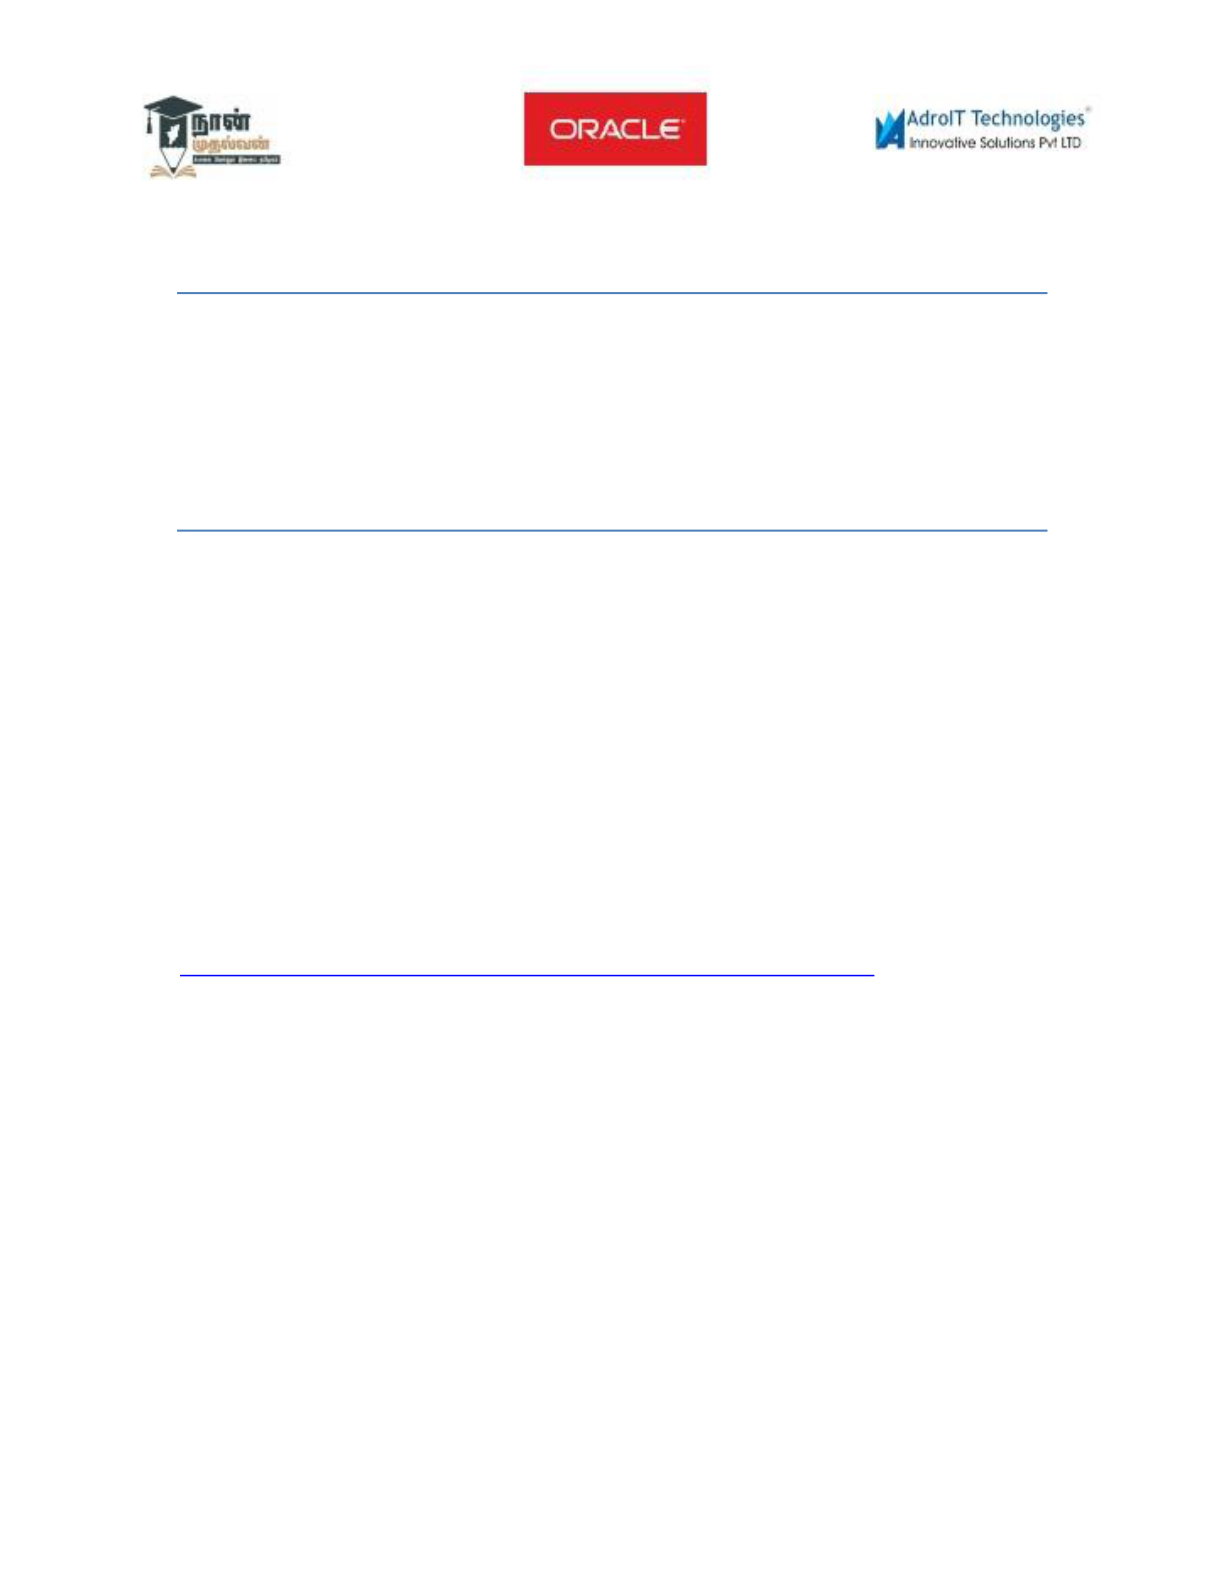 நான்
முதல்வன்
ORACLE
AdroIT Technologies
Innovative Solutions Pvt LTD